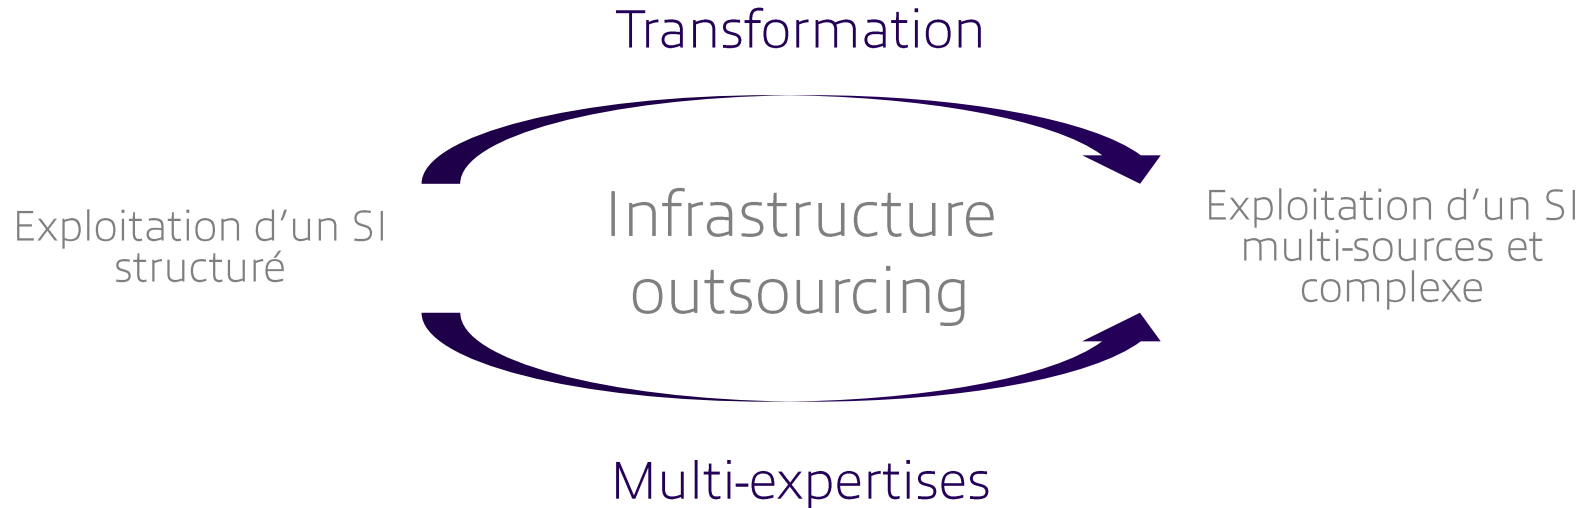 Transformation
Exploitation d’un SI
structuré
Infrastructure
outsourcing
Exploitation d’un SI
multi-sources et
complexe
Multi-expertises